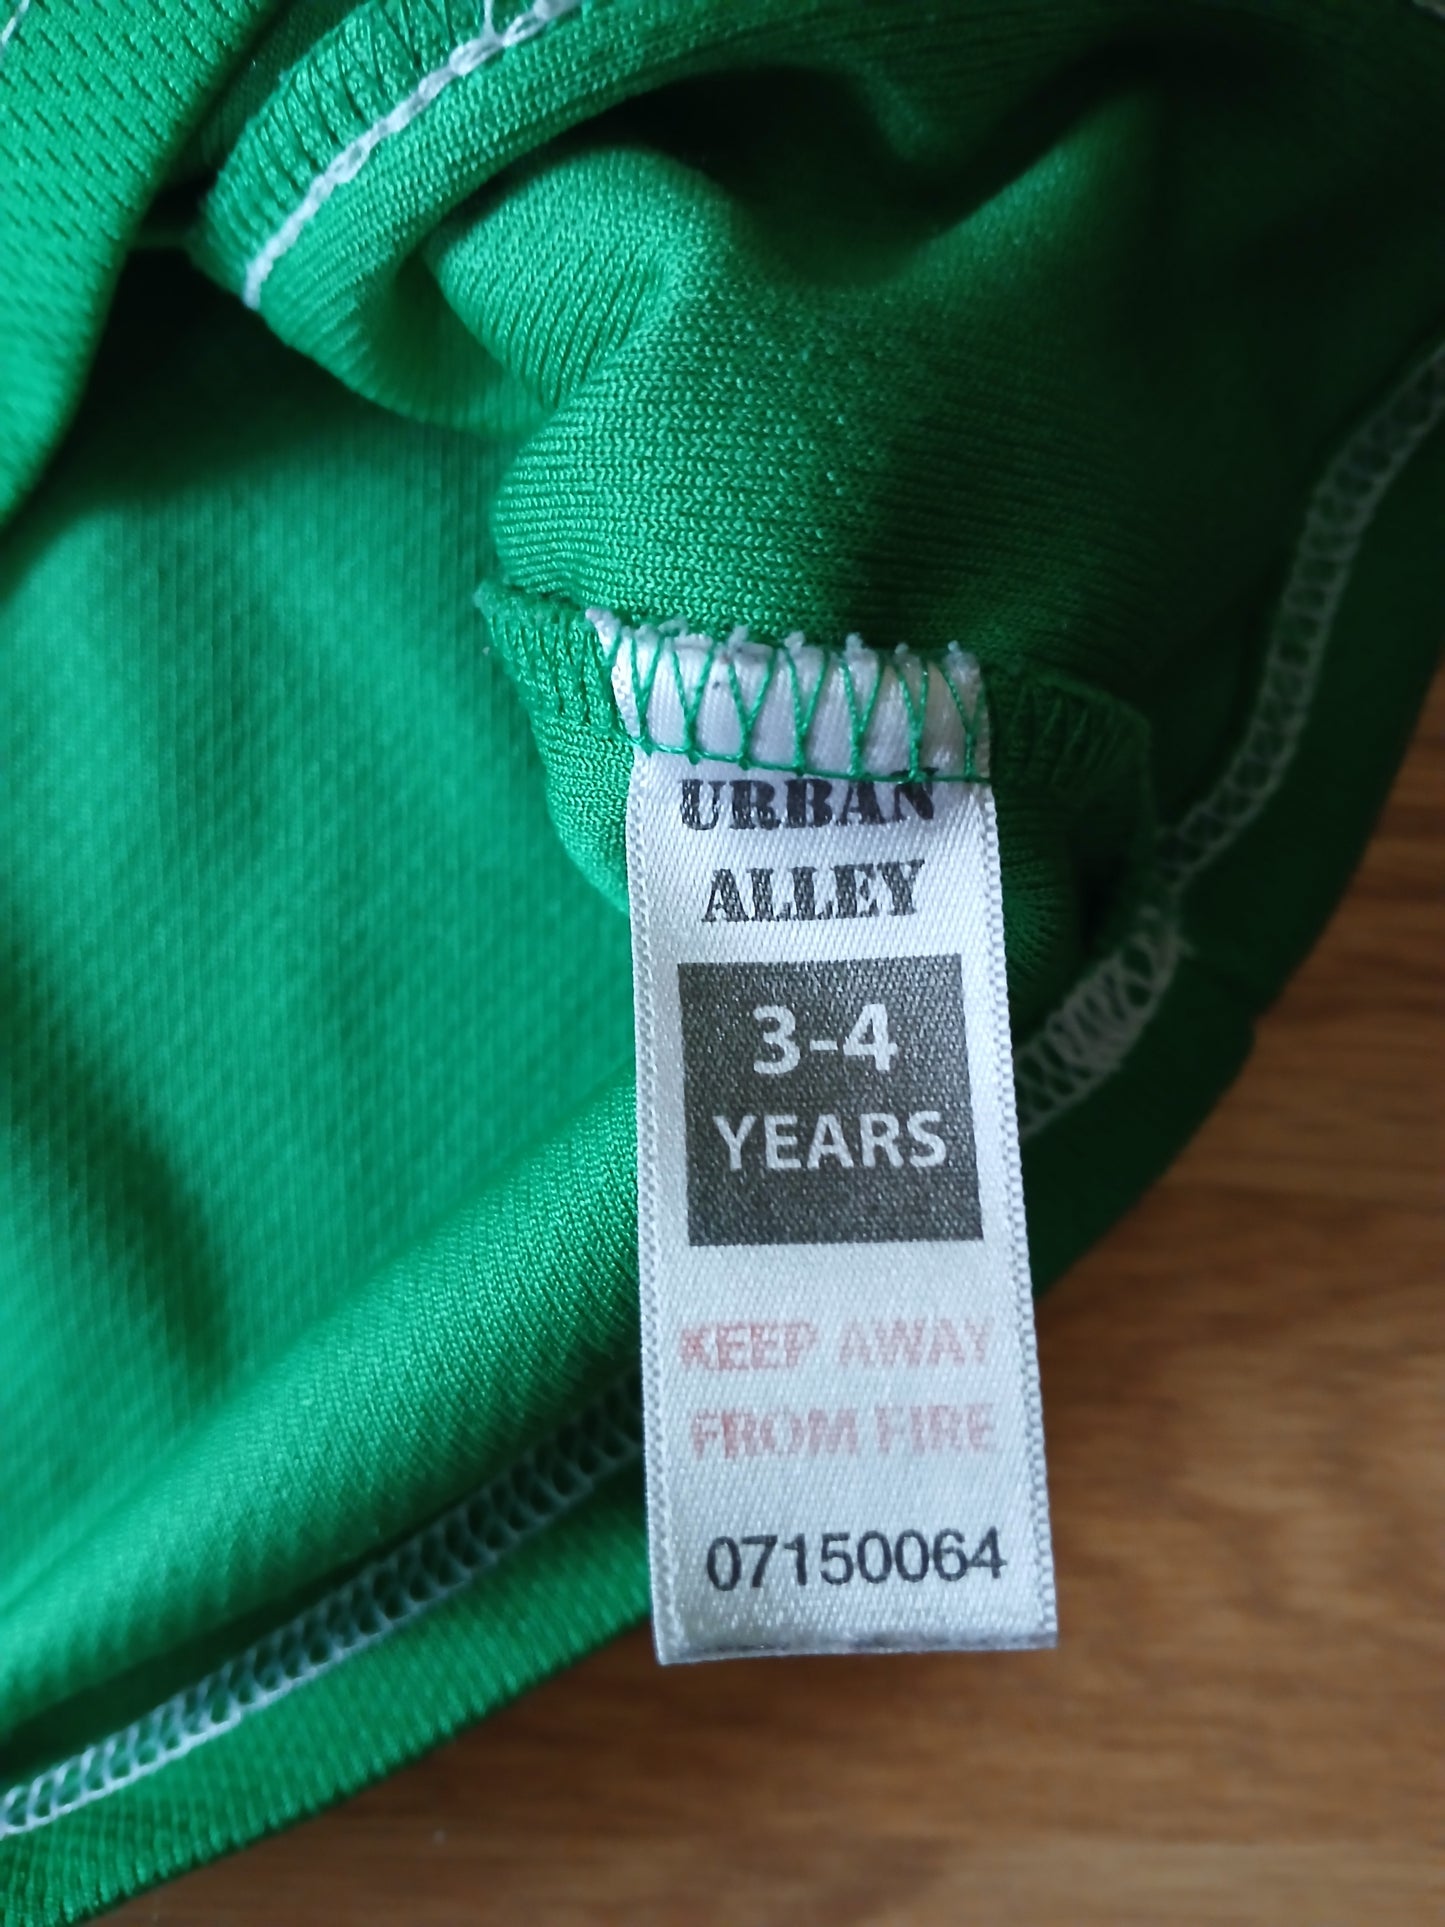 URBAN
ALLEY
3-4
YEARS
KEEP AWAY
FROM FIRE
07150064